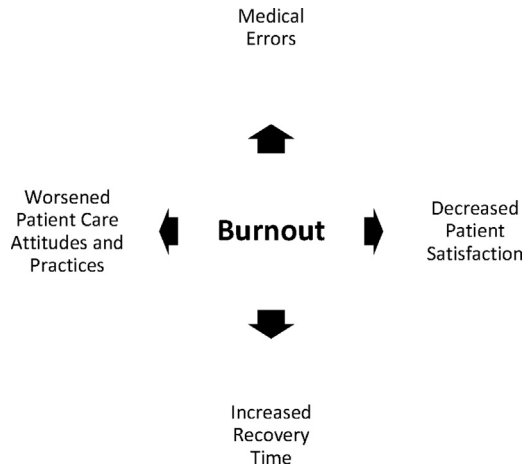 Medical
Errors
Worsened
Patient Care
Attitudes and
Practices
Burnout
Decreased
Patient
Satisfaction
Increased
Recovery
Time